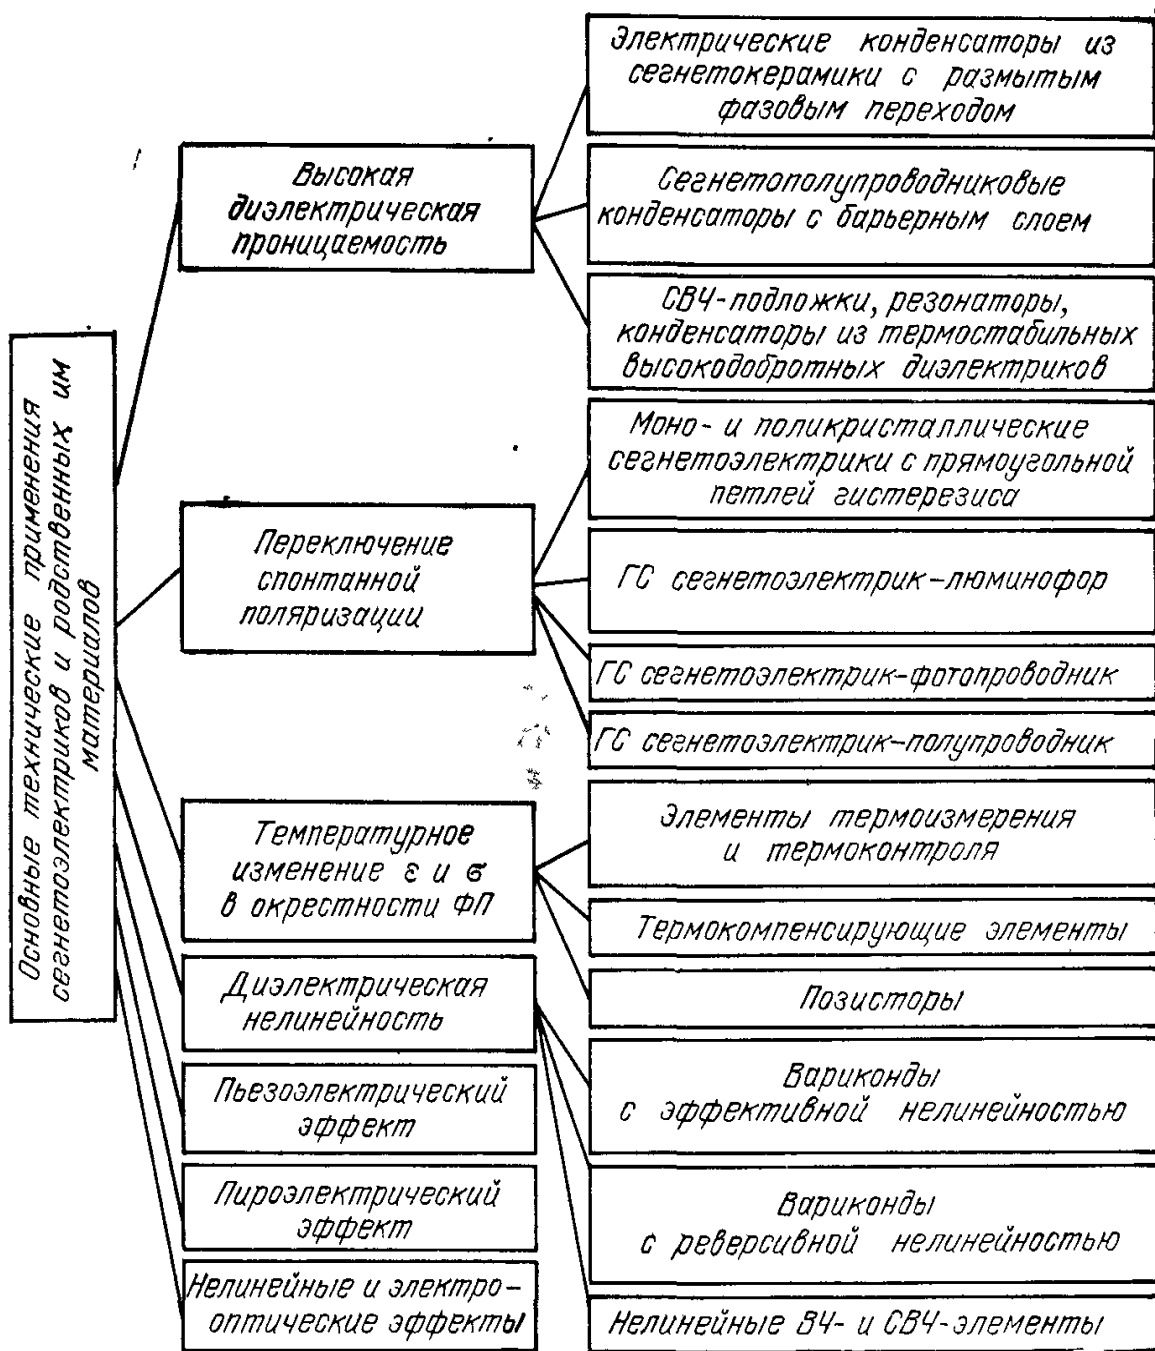 Основные технические применения
сегнетоэлектриков и родственных им
материалов
Высокая
диэлектрическая
проницаемость
Электрические конденсаторы из
сегнетокерамики с размытым
фазовым переходом
Сегнетополупроводниковые
конденсаторы с барьерным слоем
СВЧ-подложки, резонаторы,
конденсаторы из термостабильных
высокодобротных диэлектриков
Переключение
спонтанной
поляризации
Моно- и поликристаллические
сегнетоэлектрики с прямоугольной
петлей гистерезиса
ГС сегнетоэлектрик-люминофор
ГС сегнетоэлектрик-фотопроводник
ГС сегнетоэлектрик-полупроводник
Температурное
изменение ε и σ
в окрестности ФП
Элементы термоизмерения
и термоконтроля
Термокомпенсирующие элементы
Позисторы
Диэлектрическая
нелинейность
Вариконды
с эффективной нелинейностью
Вариконды
с реверсивной нелинейностью
Нелинейные ВЧ- и СВЧ-элементы
Пьезоэлектрический
эффект
Пироэлектрический
эффект
Нелинейные и электро-
оптические эффекты